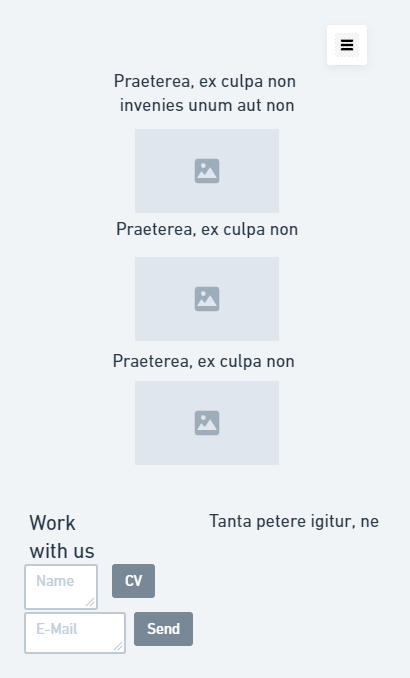 Praeterea, ex culpa non
invenies unum aut non
Praeterea, ex culpa non
Praeterea, ex culpa non
Work
with us
Tanta petere igitur, ne
Name
CV
E-Mail
Send